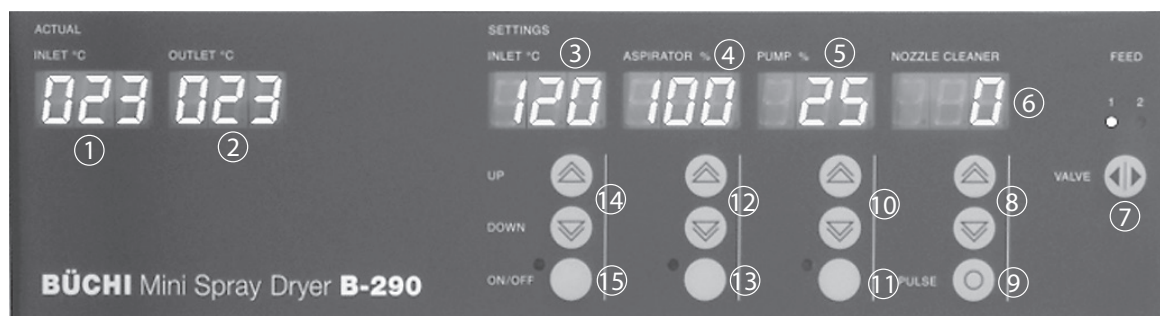 ACTUAL
SETTINGS
INLET °C OUTLET °C INLET °C ③ ASPIRATOR % ④ PUMP % ⑤ NOZZLE CLEANER FEED
023 023 120 100 25 0 ⑥ 1 2
① ②
UP ⑭ ⑫ ⑩ ⑧ VALVE
⑦
DOWN
BÜCHI Mini Spray Dryer B-290 ON/OFF ⑮ ⑬ ⑪ PULSE ⑨